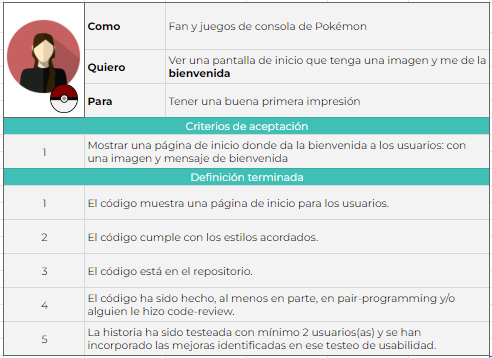 Como
Fan y juegos de consola de Pokémon
Quiero
Ver una pantalla de inicio que tenga una imagen y me de la
bienvenida
Para
Tener una buena primera impresión
Criterios de aceptación
1
Mostrar una página de inicio donde da la bienvenida a los usuarios: con
una imagen y mensaje de bienvenida
Definición terminada
1
El código muestra una página de inicio para los usuarios.
2
El código cumple con los estilos acordados.
3
El código está en el repositorio.
4
El código ha sido hecho, al menos en parte, en pair-programming y/o
alguien le hizo code-review.
5
La historia ha sido testeada con mínimo 2 usuarios(as) y se han
incorporado las mejoras identificadas en ese testeo de usabilidad.